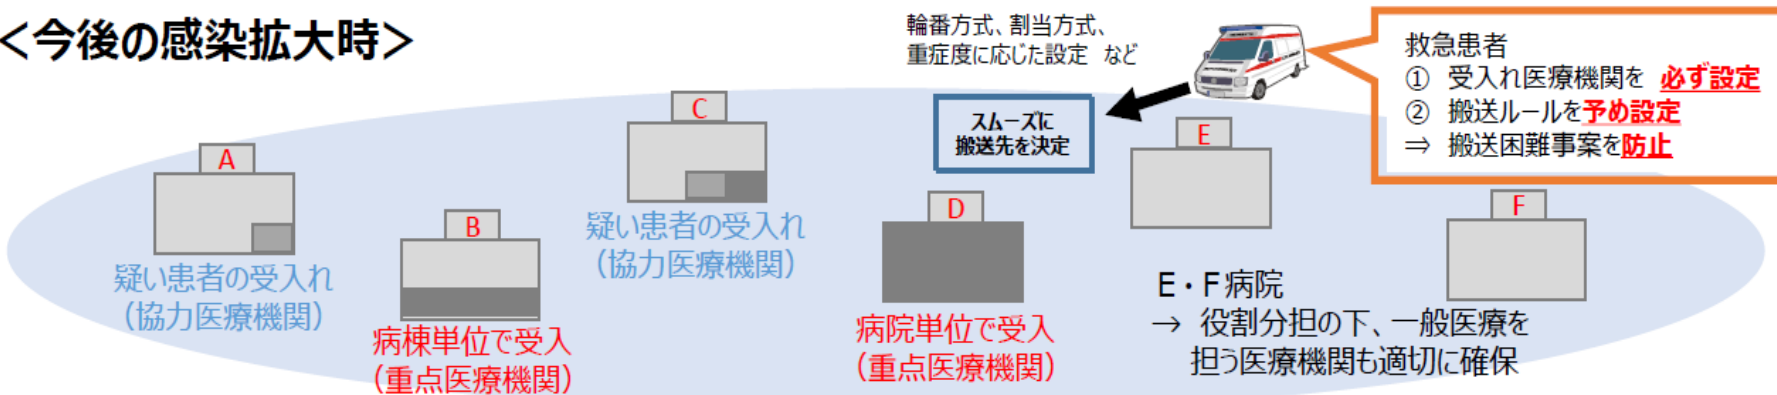 <今後の感染拡大時>
輪番方式、割当方式、
重症度に応じた設定 など
救急患者
① 受入れ医療機関を 必ず設定
② 搬送ルールを予め設定
⇒ 搬送困難事案を防止
スムーズに
搬送先を決定
A
疑い患者の受入れ
(協力医療機関)
B
病棟単位で受入
(重点医療機関)
C
疑い患者の受入れ
(協力医療機関)
D
病院単位で受入
(重点医療機関)
E
F
E・F病院
→ 役割分担の下、一般医療を
担う医療機関も適切に確保